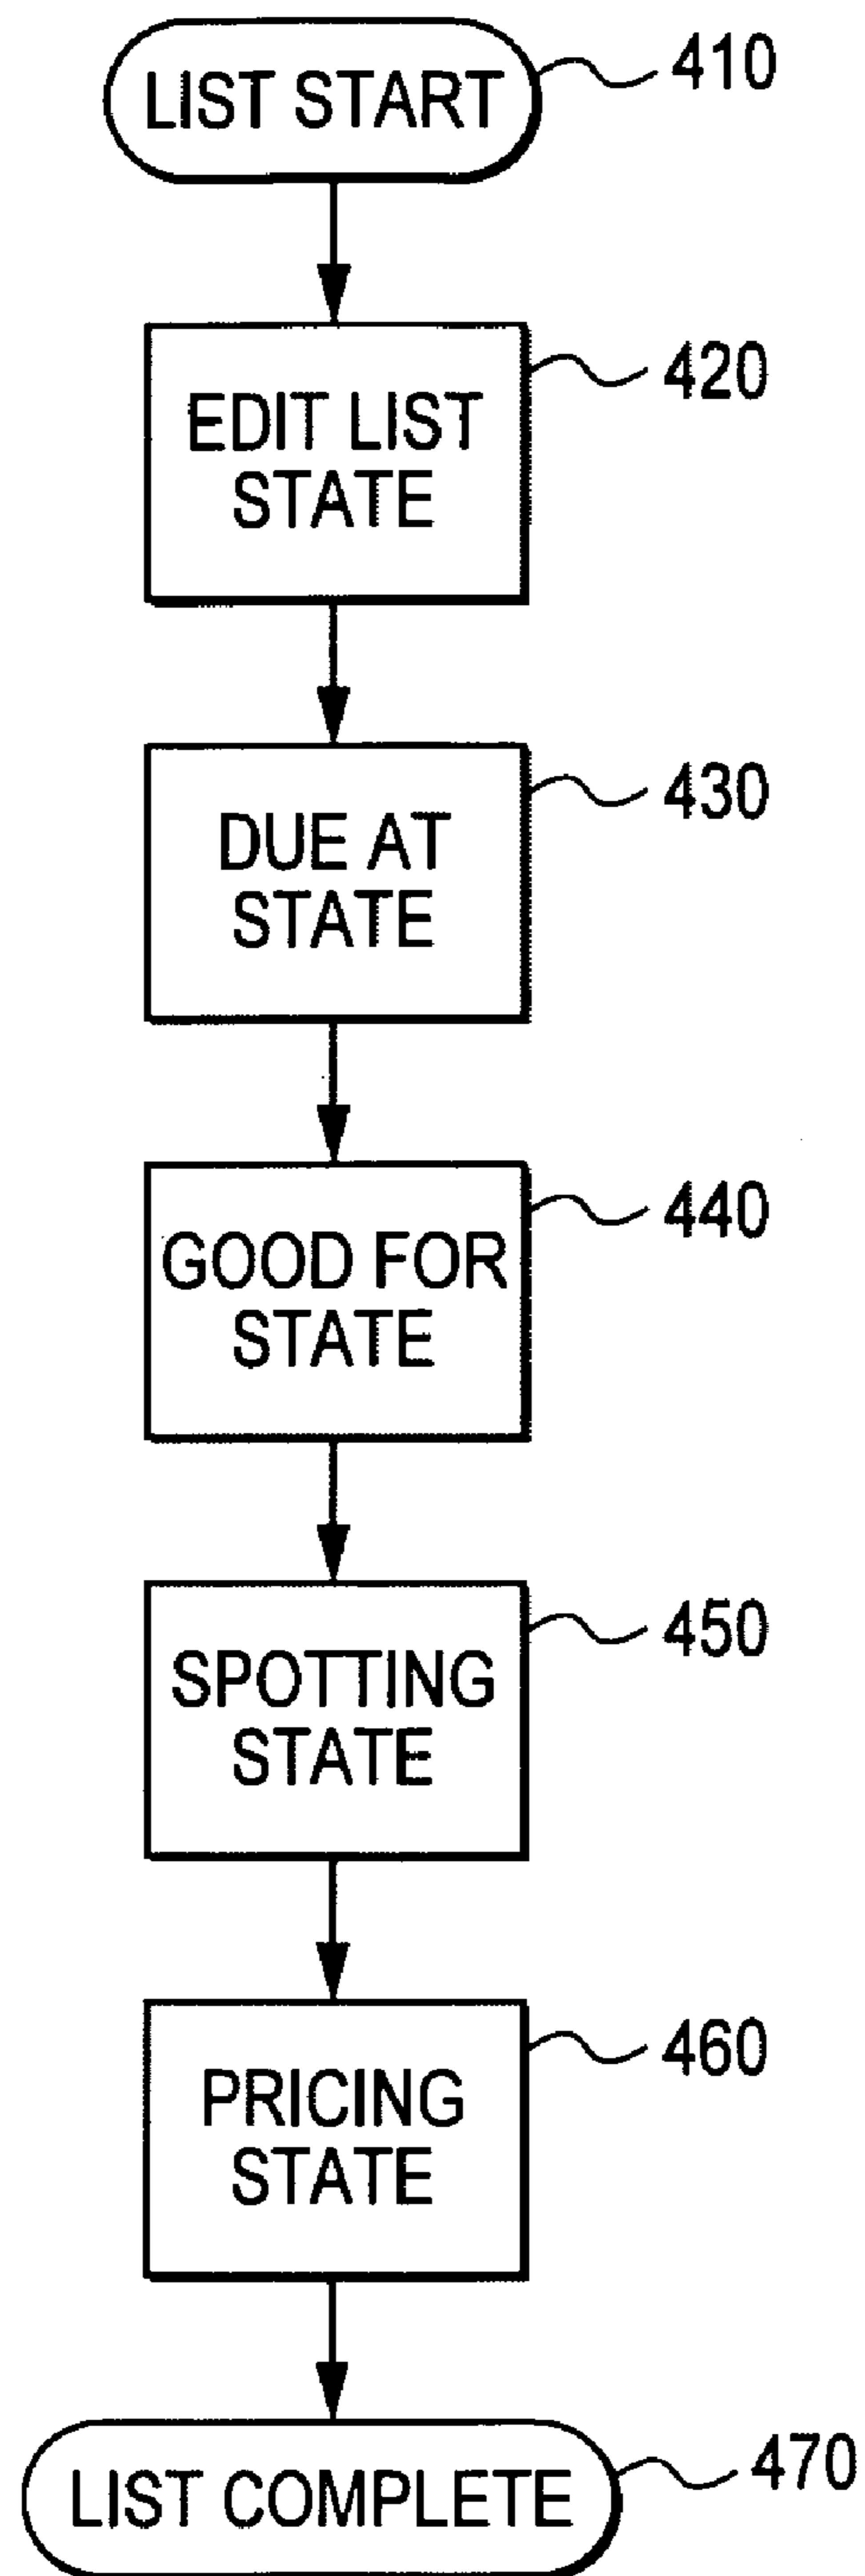 LIST START
410
EDIT LIST
STATE
420
DUE AT
STATE
430
GOOD FOR
STATE
440
SPOTTING
STATE
450
PRICING
STATE
460
LIST COMPLETE
470